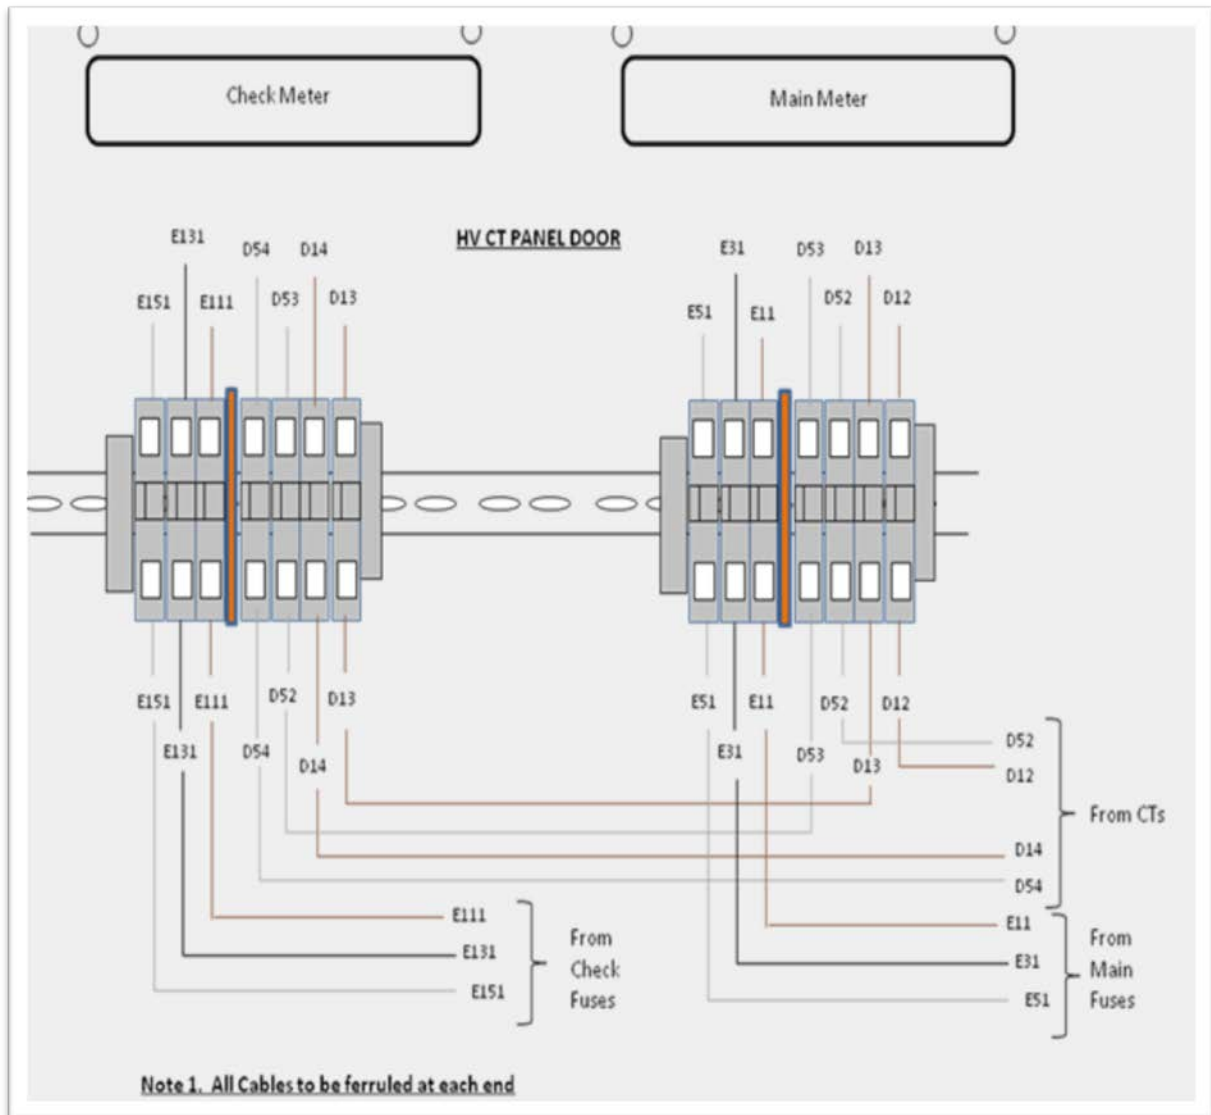 Check Meter
Main Meter
HV CT PANEL DOOR
E131
D54
D14
E151
E111
D53
D13
E31
D53
D13
E51
E11
D52
D12
E151
E111
D52
D13
E131
D54
D14
E51
E11
D52
D12
E31
D53
D13
D52
D12
From CTs
D14
D54
E111
E131
E151
From
Check
Fuses
E11
E31
E51
From
Main
Fuses
Note 1. All Cables to be ferruled at each end